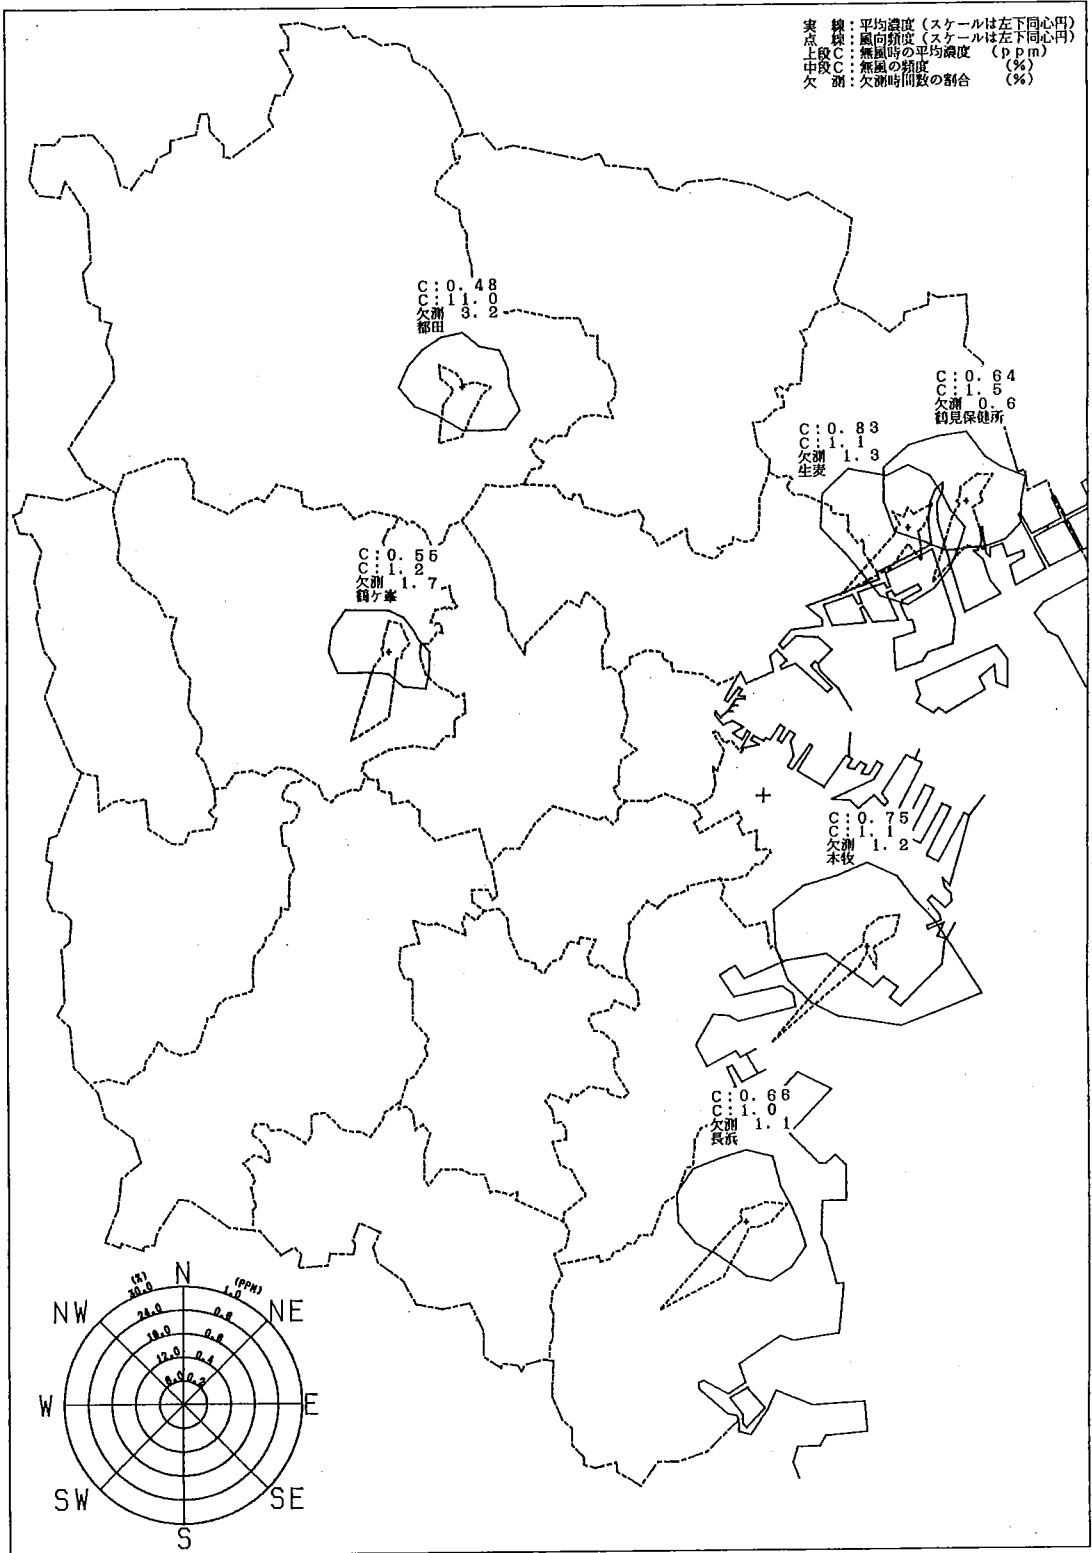 実　線：平均濃度（スケールは左下同心円）
点　線：風向頻度（スケールは左下同心円）
上段C：無風時の平均濃度　（ppm）
中段C：無風の頻度　（%）
欠　測：欠測時間数の割合　（%）
C：0.48
C：11.0
欠測 3.2
都田
C：0.64
C：1.5
欠測 0.6
鶴見保健所
C：0.83
C：1.1
欠測 1.3
生麦
C：0.55
C：1.2
欠測 1.7
鶴ケ峯
C：0.75
C：1.1
欠測 1.2
本牧
C：0.66
C：1.0
欠測 1.1
長浜
N
(%) (PPM)
30.0 1.0
NW NE
24.0 0.8
18.0 0.6
12.0 0.4
6.0 0.2
W E
SW SE
S